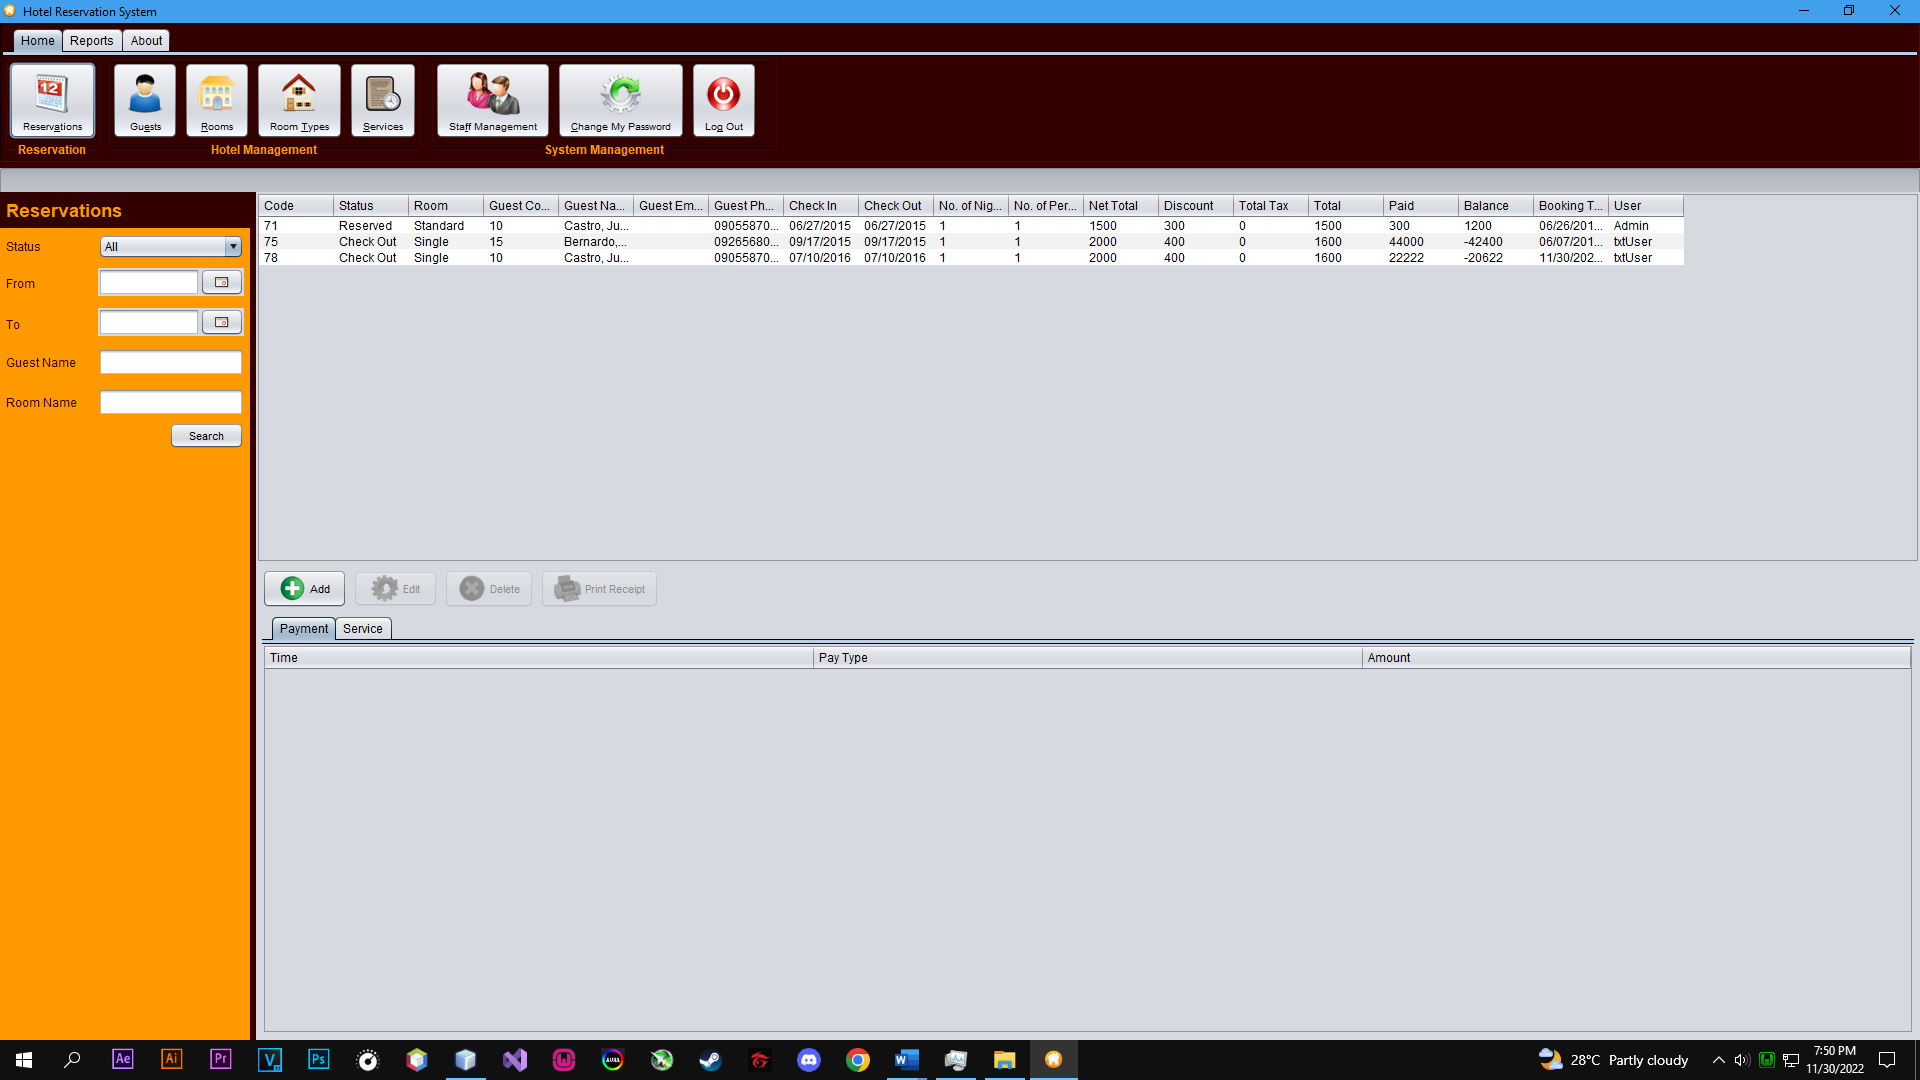 Hotel Reservation System
Home Reports About
Reservations Guests Rooms Room Types Services Staff Management Change My Password Log Out
Reservation Hotel Management System Management
Reservations
Status All
From
To
Guest Name
Room Name
Search
Code Status Room Guest Co... Guest Na... Guest Em... Guest Ph... Check In Check Out No. of Nig... No. of Per... Net Total Discount Total Tax Total Paid Balance Booking T... User
71 Reserved Standard 10 Castro, Ju... 09055870... 06/27/2015 06/27/2015 1 1 1500 300 0 1500 300 1200 06/26/201... Admin
75 Check Out Single 15 Bernardo,... 09265680... 09/17/2015 09/17/2015 1 1 2000 400 0 1600 44000 -42400 06/07/201... txtUser
78 Check Out Single 10 Castro, Ju... 09055870... 07/10/2016 07/10/2016 1 1 2000 400 0 1600 22222 -20622 11/30/202... txtUser
Add Edit Delete Print Receipt
Payment Service
Time Pay Type Amount
Ae Ai Pr V Ps W 28°C Partly cloudy 7:50 PM
11/30/2022